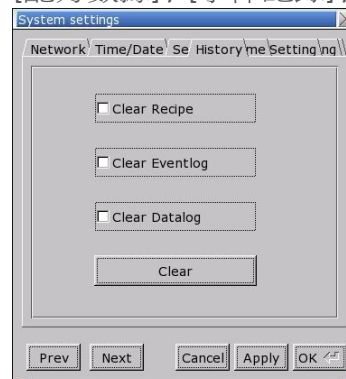 System settings
Network Time/Date Se History me Setting ng
Clear Recipe
Clear Eventlog
Clear Datalog
Clear
Prev Next Cancel Apply OK